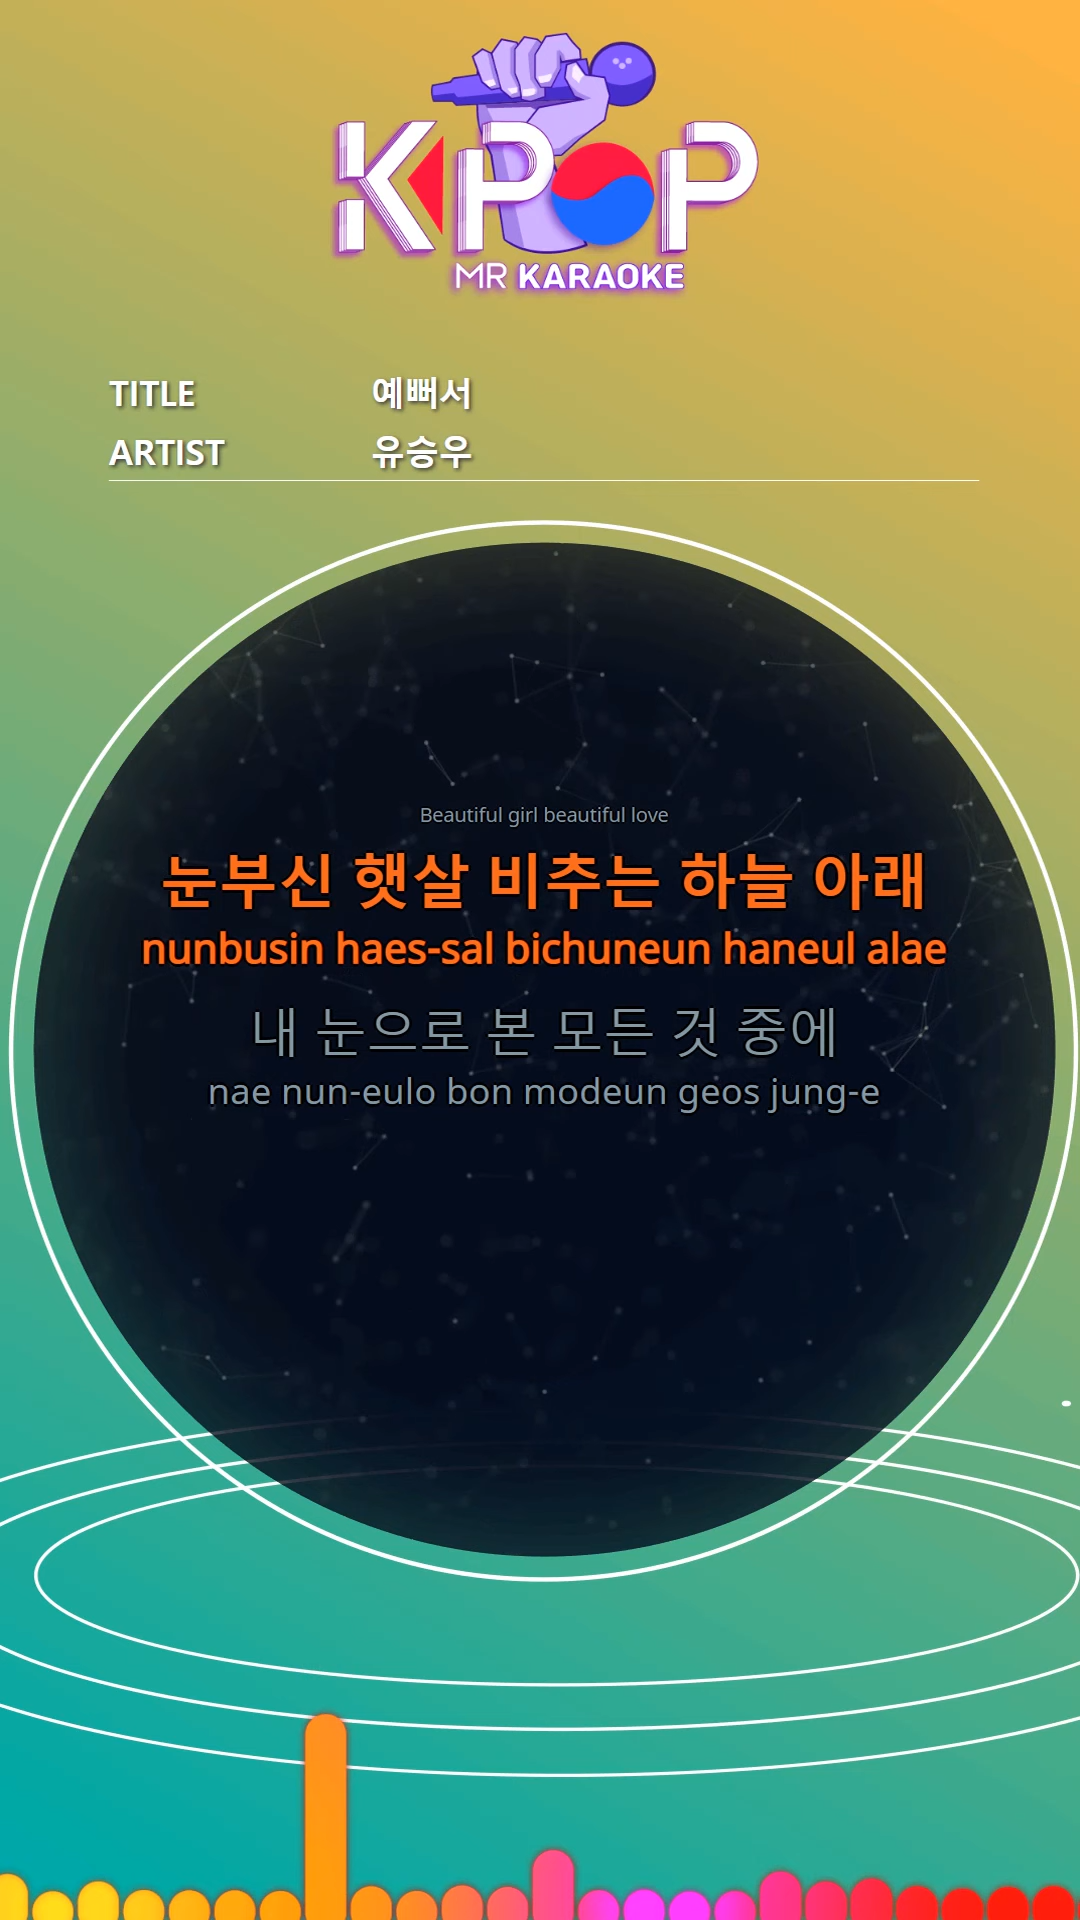 KPOP
MR KARAOKE
TITLE 예뻐서
ARTIST 유승우
Beautiful girl beautiful love
눈부신 햇살 비추는 하늘 아래
nunbusin haes-sal bichuneun haneul alae
내 눈으로 본 모든 것 중에
nae nun-eulo bon modeun geos jung-e